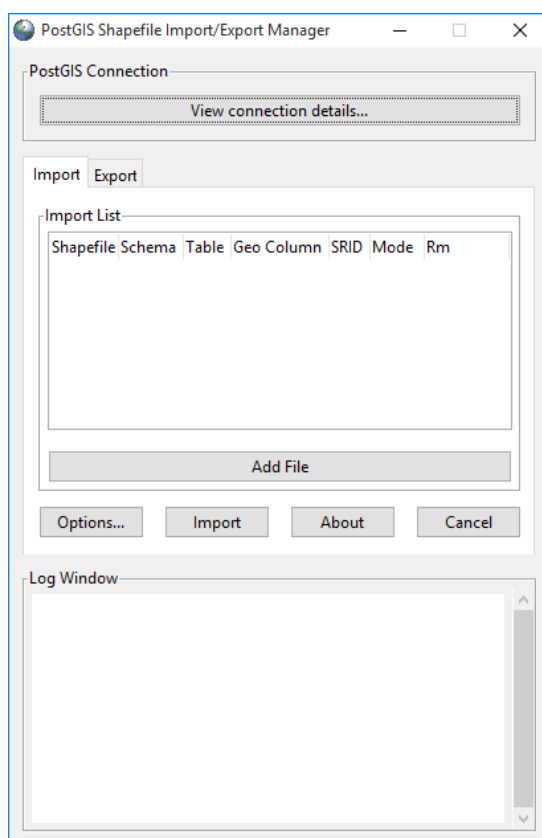 PostGIS Shapefile Import/Export Manager
PostGIS Connection
View connection details...
Import Export
Import List
Shapefile Schema Table Geo Column SRID Mode Rm
Add File
Options... Import About Cancel
Log Window